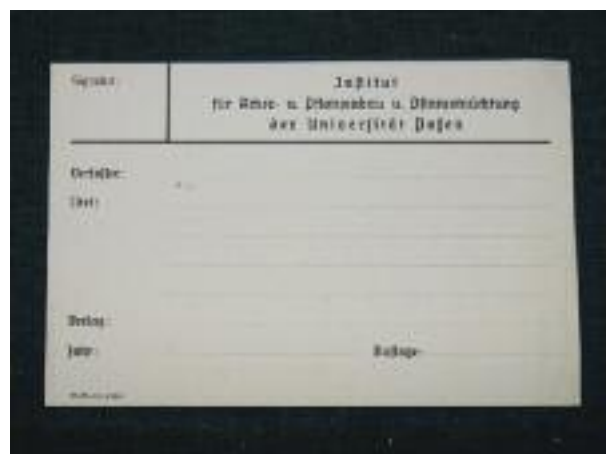 Signatur:
Institut
für Acker- u. Pflanzenbau u. Pflanzenzüchtung
der Universität Posen
Verfasser:
Titel:
Verlag:
Jahr:
Auflage: